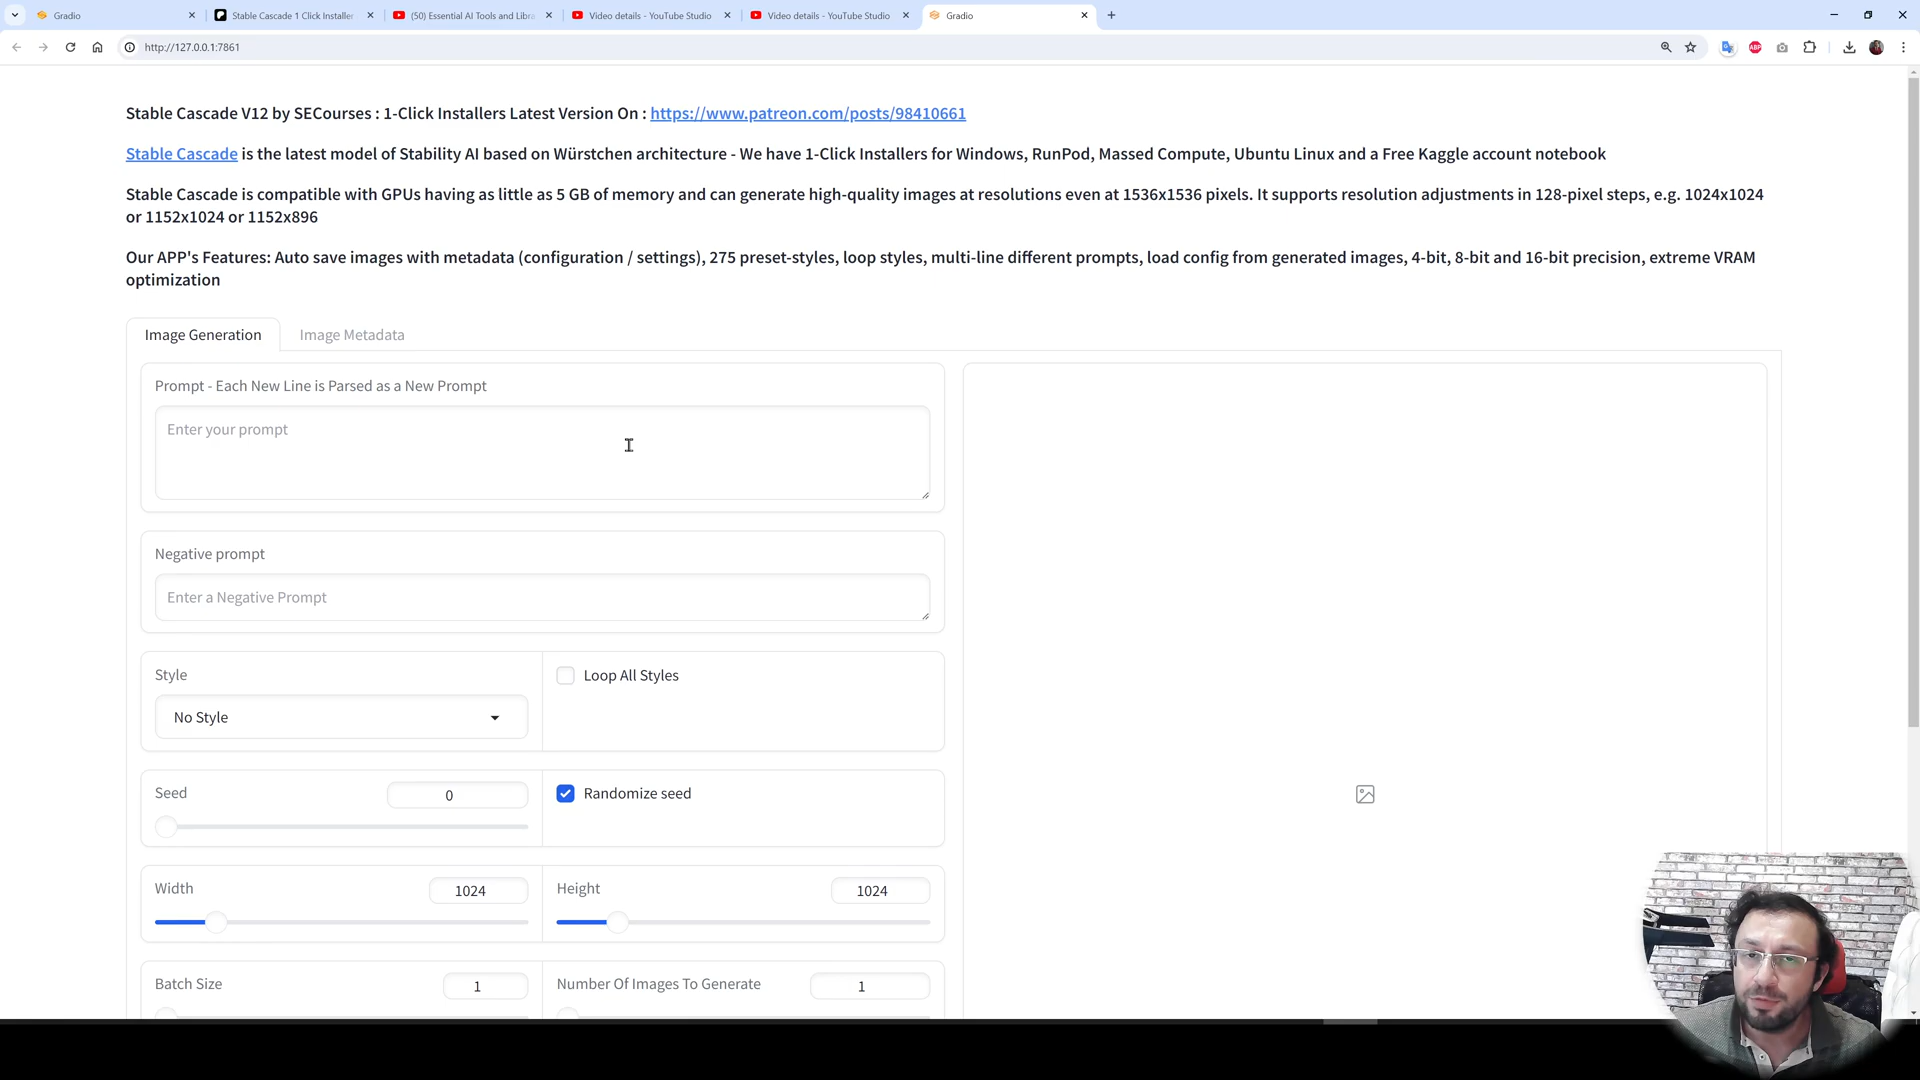 Gradio
Stable Cascade 1 Click Installer
(50) Essential AI Tools and Libra
Video details - YouTube Studio
Video details - YouTube Studio
Gradio
http://127.0.0.1:7861
ABP
Stable Cascade V12 by SECourses : 1-Click Installers Latest Version On : https://www.patreon.com/posts/98410661
Stable Cascade is the latest model of Stability AI based on Würstchen architecture - We have 1-Click Installers for Windows, RunPod, Massed Compute, Ubuntu Linux and a Free Kaggle account notebook
Stable Cascade is compatible with GPUs having as little as 5 GB of memory and can generate high-quality images at resolutions even at 1536x1536 pixels. It supports resolution adjustments in 128-pixel steps, e.g. 1024x1024
or 1152x1024 or 1152x896
Our APP's Features: Auto save images with metadata (configuration / settings), 275 preset-styles, loop styles, multi-line different prompts, load config from generated images, 4-bit, 8-bit and 16-bit precision, extreme VRAM
optimization
Image Generation
Image Metadata
Prompt - Each New Line is Parsed as a New Prompt
Enter your prompt
Negative prompt
Enter a Negative Prompt
Style
No Style
Loop All Styles
Seed
0
Randomize seed
Width
1024
Height
1024
Batch Size
1
Number Of Images To Generate
1